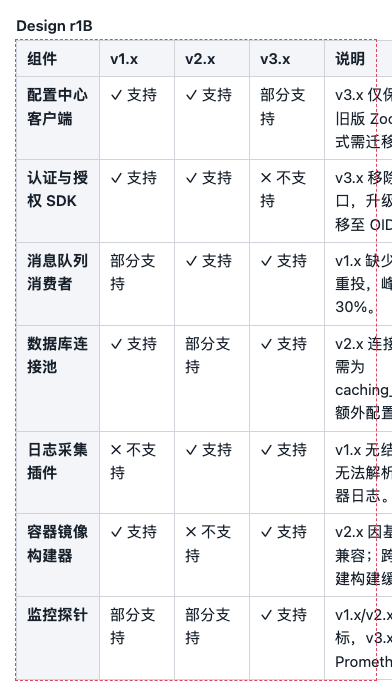 Design r1B
组件 v1.x v2.x v3.x 说明
配置中心 ✓ 支持 ✓ 支持 部分支 v3.x 仅保
客户端 持 旧版 Zoo
式需迁移
认证与授 ✓ 支持 ✓ 支持 ✕ 不支 v3.x 移除
权 SDK 持 口，升级
移至 OID
消息队列 部分支 ✓ 支持 ✓ 支持 v1.x 缺少
消费者 持 重投，峰
30%。
数据库连 ✓ 支持 部分支 ✓ 支持 v2.x 连接
接池 持 需为
caching_
额外配置
日志采集 ✕ 不支 ✓ 支持 ✓ 支持 v1.x 无结
插件 持 无法解析
器日志。
容器镜像 ✓ 支持 ✕ 不支 ✓ 支持 v2.x 因基
构建器 持 兼容；跨
建构建缓
监控探针 部分支 部分支 ✓ 支持 v1.x/v2.x
持 持 标，v3.x
Prometh